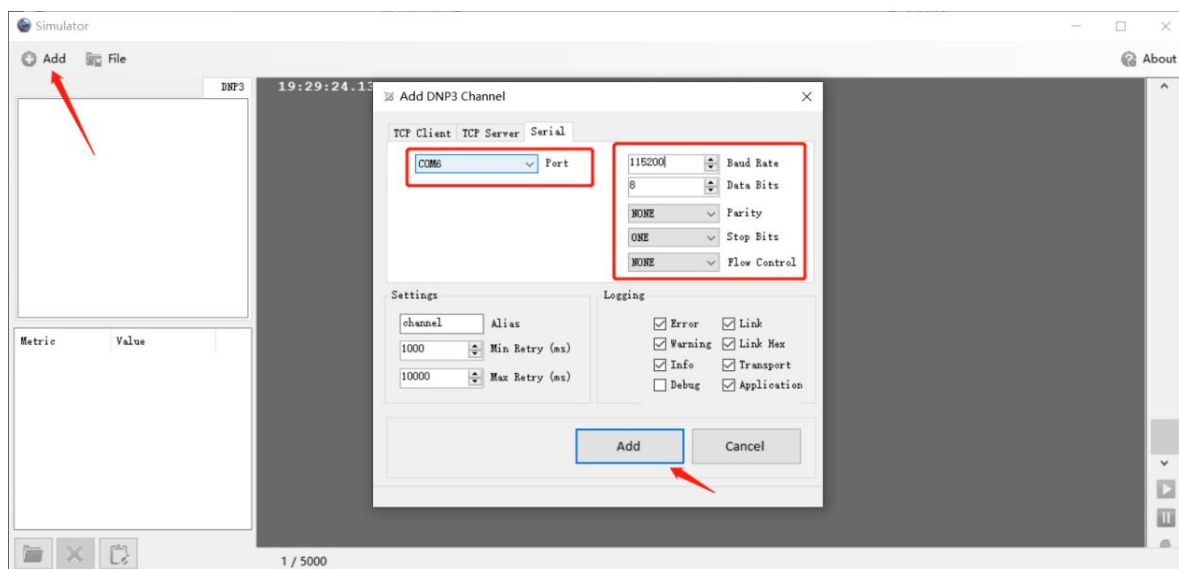 Simulator
Add File About
DNP3
19:29:24.13
Add DNP3 Channel
TCP Client TCP Server Serial
COM6 Port
115200 Baud Rate
8 Data Bits
NONE Parity
ONE Stop Bits
NONE Flow Control
Settings
channel Alias
1000 Min Retry (ms)
10000 Max Retry (ms)
Logging
Error Link
Warning Link Hex
Info Transport
Debug Application
Add Cancel
Metric Value
1 / 5000